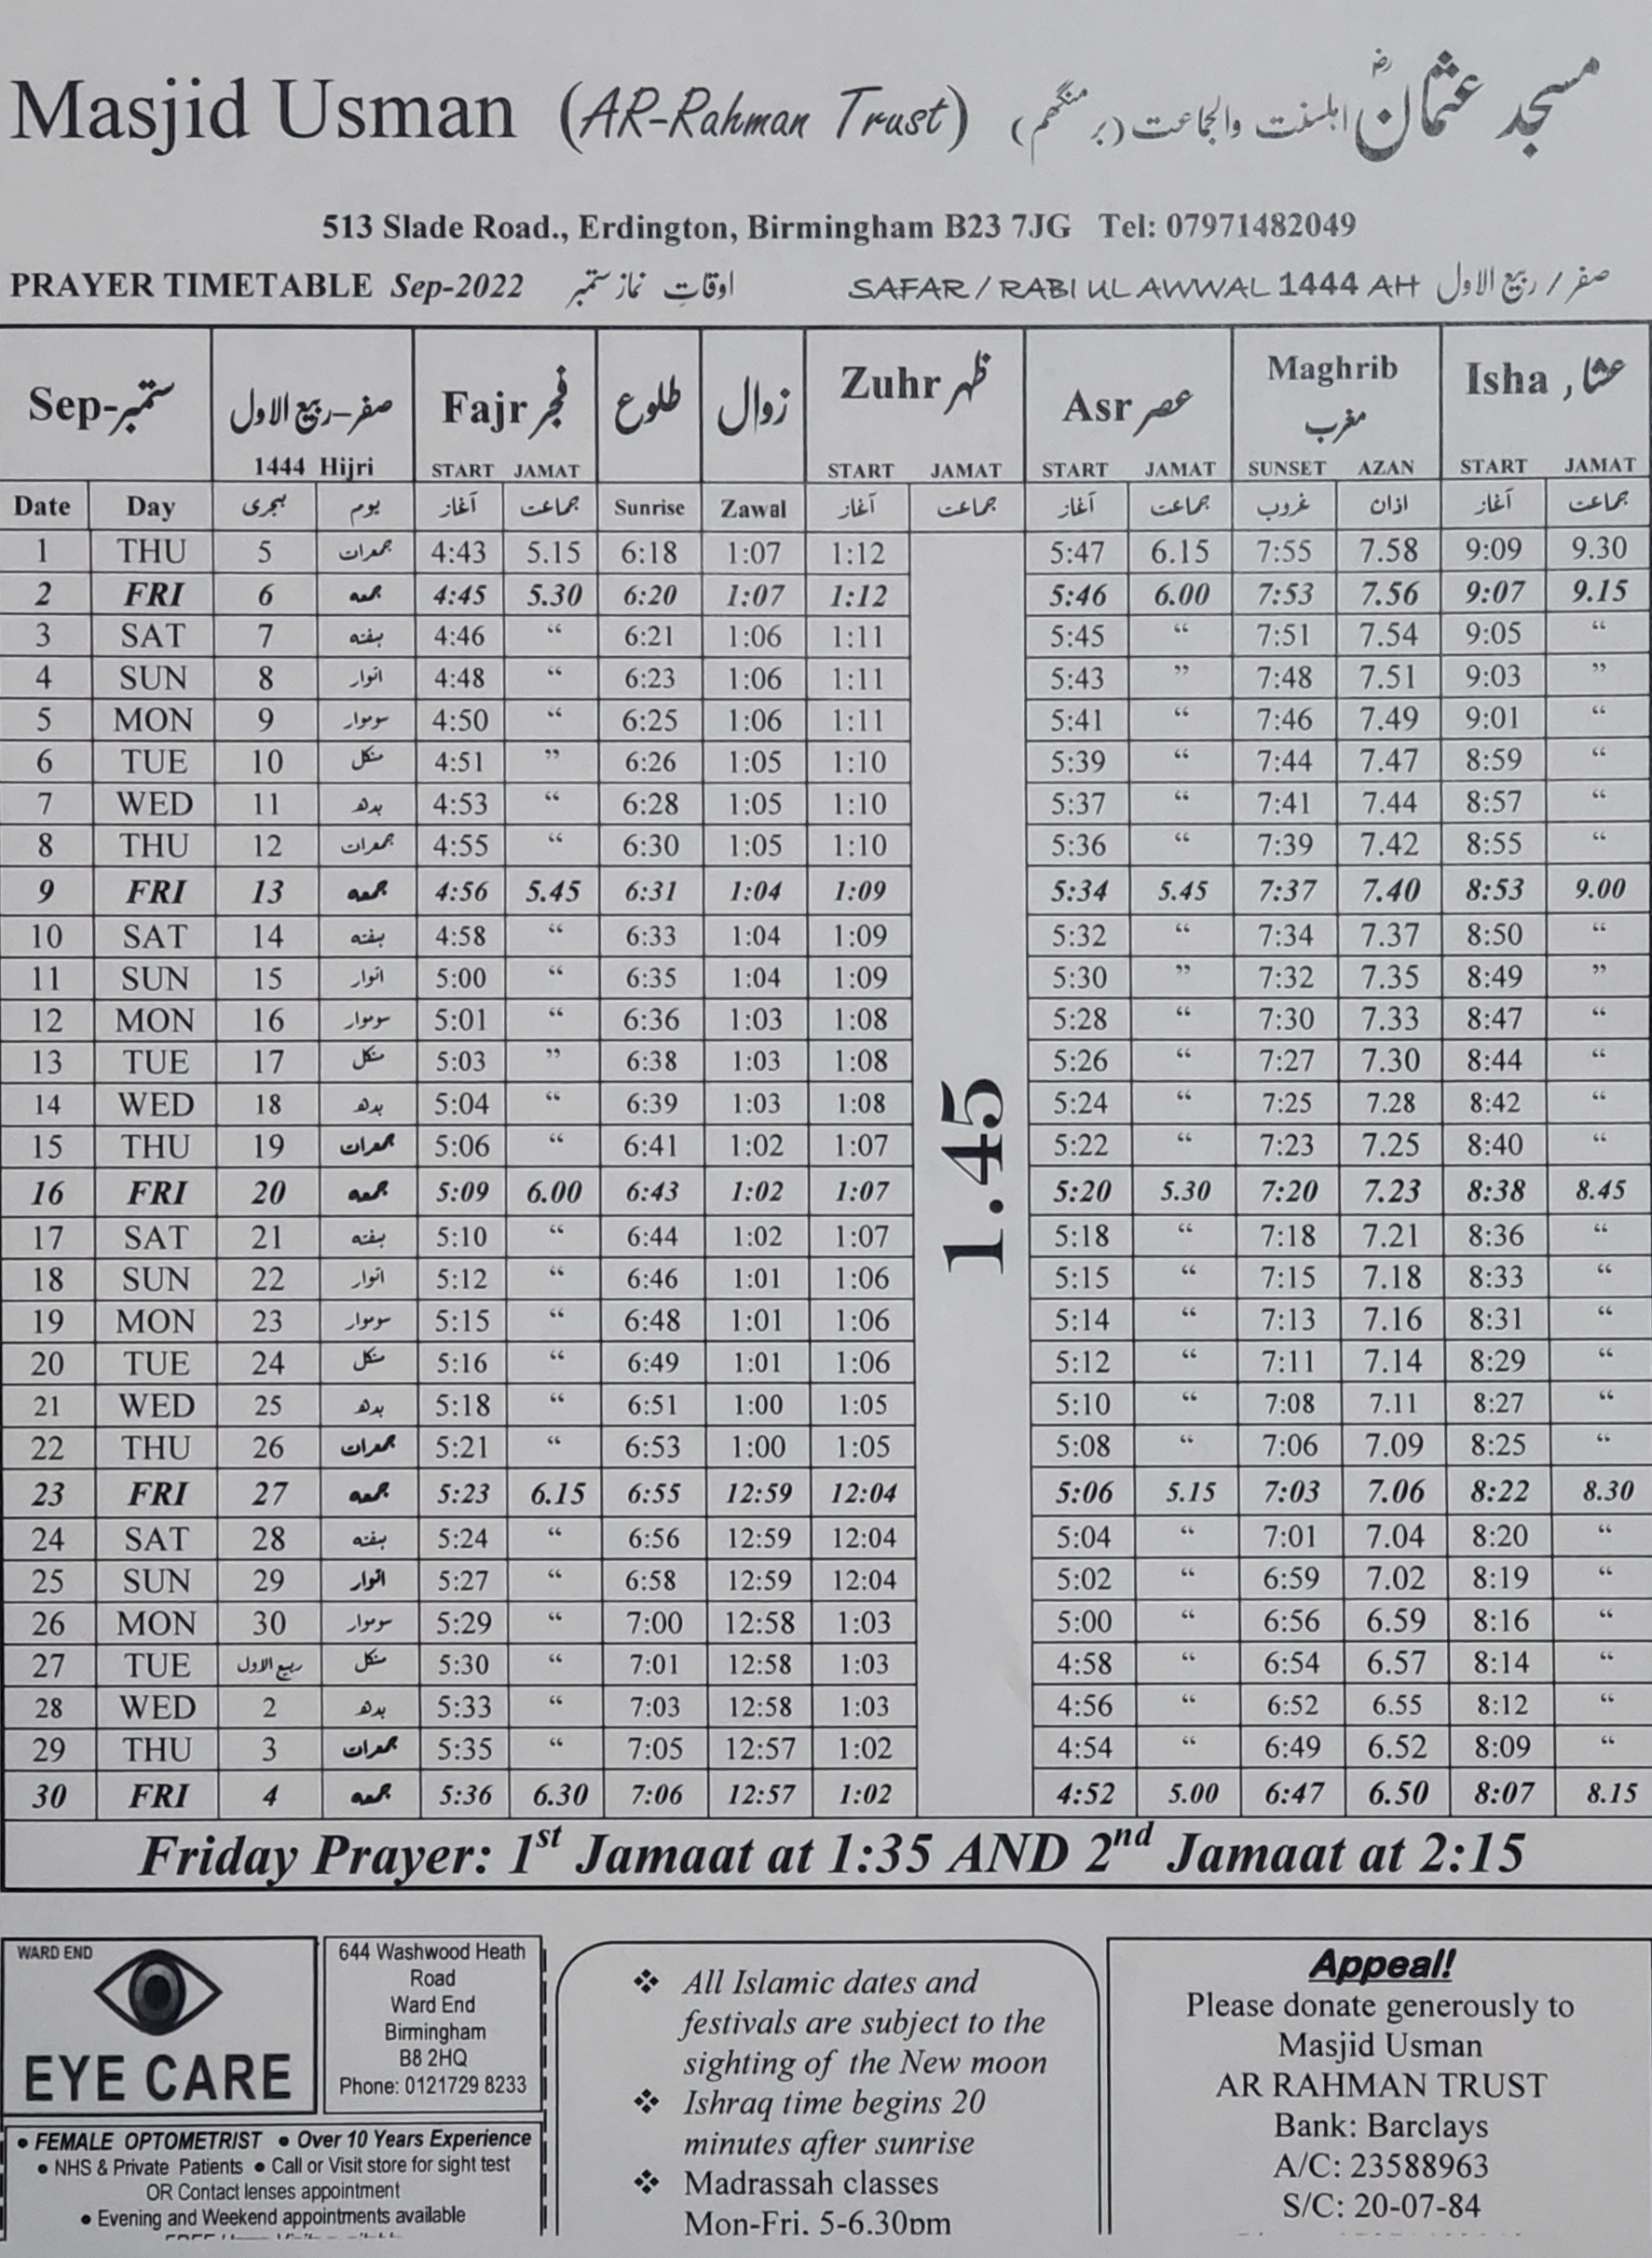 Masjid Usman (AR-Rahman Trust) مسجد عثمانؓ اہلسنت والجماعت (برمنگھم)
513 Slade Road., Erdington, Birmingham B23 7JG Tel: 07971482049
PRAYER TIMETABLE Sep-2022 اوقاتِ نماز ستمبر SAFAR / RABI UL AWWAL 1444 AH صفر / ربیع الاول
Sep-ستمبر صفر–ربیع الاول Fajr فجر طلوع زوال Zuhr ظہر Asr عصر Maghrib مغرب Isha عشاء
1444 Hijri START JAMAT START JAMAT START JAMAT SUNSET AZAN START JAMAT
Date Day ہجری یوم آغاز جماعت Sunrise Zawal آغاز جماعت آغاز جماعت غروب اذان آغاز جماعت
1 THU 5 جمعرات 4:43 5.15 6:18 1:07 1:12 5:47 6.15 7:55 7.58 9:09 9.30
2 FRI 6 جمعہ 4:45 5.30 6:20 1:07 1:12 5:46 6.00 7:53 7.56 9:07 9.15
3 SAT 7 ہفتہ 4:46 “ 6:21 1:06 1:11 5:45 “ 7:51 7.54 9:05 “
4 SUN 8 اتوار 4:48 “ 6:23 1:06 1:11 5:43 ” 7:48 7.51 9:03 ”
5 MON 9 سوموار 4:50 “ 6:25 1:06 1:11 5:41 “ 7:46 7.49 9:01 “
6 TUE 10 منگل 4:51 ” 6:26 1:05 1:10 5:39 “ 7:44 7.47 8:59 “
7 WED 11 بدھ 4:53 “ 6:28 1:05 1:10 5:37 “ 7:41 7.44 8:57 “
8 THU 12 جمعرات 4:55 “ 6:30 1:05 1:10 5:36 “ 7:39 7.42 8:55 “
9 FRI 13 جمعہ 4:56 5.45 6:31 1:04 1:09 5:34 5.45 7:37 7.40 8:53 9.00
10 SAT 14 ہفتہ 4:58 “ 6:33 1:04 1:09 5:32 “ 7:34 7.37 8:50 “
11 SUN 15 اتوار 5:00 “ 6:35 1:04 1:09 5:30 ” 7:32 7.35 8:49 ”
12 MON 16 سوموار 5:01 “ 6:36 1:03 1:08 5:28 “ 7:30 7.33 8:47 “
13 TUE 17 منگل 5:03 ” 6:38 1:03 1:08 5:26 “ 7:27 7.30 8:44 “
14 WED 18 بدھ 5:04 “ 6:39 1:03 1:08 5:24 “ 7:25 7.28 8:42 “
15 THU 19 جمعرات 5:06 “ 6:41 1:02 1:07 5:22 “ 7:23 7.25 8:40 “
16 FRI 20 جمعہ 5:09 6.00 6:43 1:02 1:07 1.45 5:20 5.30 7:20 7.23 8:38 8.45
17 SAT 21 ہفتہ 5:10 “ 6:44 1:02 1:07 5:18 “ 7:18 7.21 8:36 “
18 SUN 22 اتوار 5:12 “ 6:46 1:01 1:06 5:15 “ 7:15 7.18 8:33 “
19 MON 23 سوموار 5:15 “ 6:48 1:01 1:06 5:14 “ 7:13 7.16 8:31 “
20 TUE 24 منگل 5:16 “ 6:49 1:01 1:06 5:12 “ 7:11 7.14 8:29 “
21 WED 25 بدھ 5:18 “ 6:51 1:00 1:05 5:10 “ 7:08 7.11 8:27 “
22 THU 26 جمعرات 5:21 “ 6:53 1:00 1:05 5:08 “ 7:06 7.09 8:25 “
23 FRI 27 جمعہ 5:23 6.15 6:55 12:59 12:04 5:06 5.15 7:03 7.06 8:22 8.30
24 SAT 28 ہفتہ 5:24 “ 6:56 12:59 12:04 5:04 “ 7:01 7.04 8:20 “
25 SUN 29 اتوار 5:27 “ 6:58 12:59 12:04 5:02 “ 6:59 7.02 8:19 “
26 MON 30 سوموار 5:29 “ 7:00 12:58 1:03 5:00 “ 6:56 6.59 8:16 “
27 TUE ربیع الاول منگل 5:30 “ 7:01 12:58 1:03 4:58 “ 6:54 6.57 8:14 “
28 WED 2 بدھ 5:33 “ 7:03 12:58 1:03 4:56 “ 6:52 6.55 8:12 “
29 THU 3 جمعرات 5:35 “ 7:05 12:57 1:02 4:54 “ 6:49 6.52 8:09 “
30 FRI 4 جمعہ 5:36 6.30 7:06 12:57 1:02 4:52 5.00 6:47 6.50 8:07 8.15
Friday Prayer: 1st Jamaat at 1:35 AND 2nd Jamaat at 2:15
WARD END
EYE CARE
644 Washwood Heath
Road
Ward End
Birmingham
B8 2HQ
Phone: 0121729 8233
• FEMALE OPTOMETRIST • Over 10 Years Experience
• NHS & Private Patients • Call or Visit store for sight test
OR Contact lenses appointment
• Evening and Weekend appointments available
❖ All Islamic dates and
festivals are subject to the
sighting of the New moon
❖ Ishraq time begins 20
minutes after sunrise
❖ Madrassah classes
Mon-Fri. 5-6.30pm
Appeal!
Please donate generously to
Masjid Usman
AR RAHMAN TRUST
Bank: Barclays
A/C: 23588963
S/C: 20-07-84